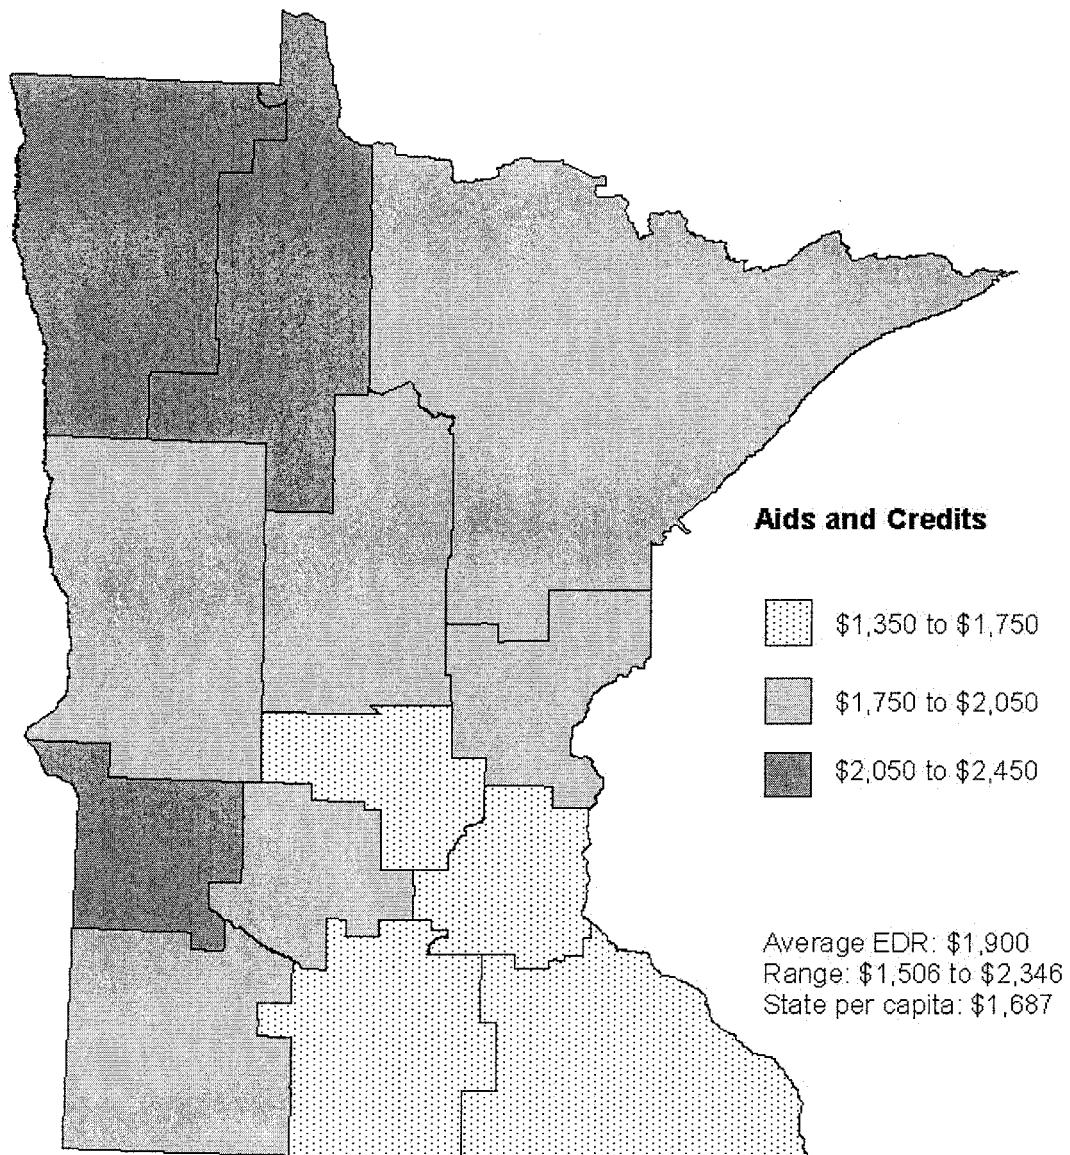 Aids and Credits
$1,350 to $1,750
$1,750 to $2,050
$2,050 to $2,450
Average EDR: $1,900
Range: $1,506 to $2,346
State per capita: $1,687